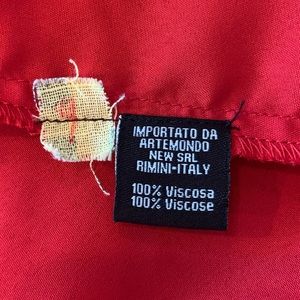 IMPORTATO DA
ARTEMONDO
NEW SRL
RIMINI-ITALY
100% Viscosa
100% Viscose